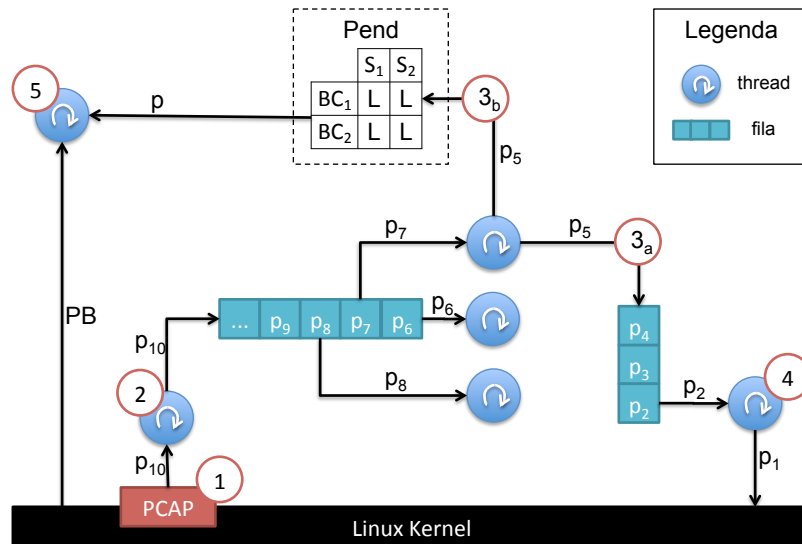 Pend
Legenda
S1 S2
BC1 L L
BC2 L L
5
p
3b
thread
fila
p5
p7
p5
3a
PB
p10
... p9 p8 p7 p6
p6
p4
p3
p2
p8
p2
4
2
p10
1
p1
PCAP
Linux Kernel